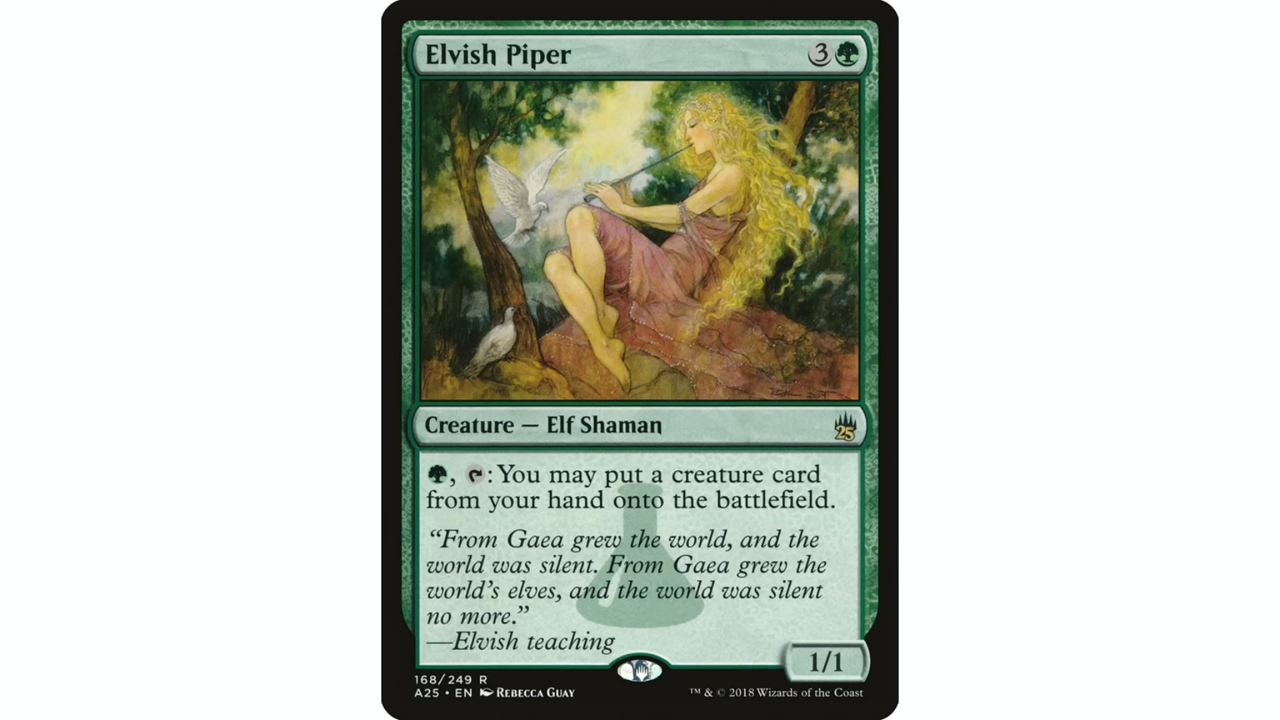 Elvish Piper 3
Creature — Elf Shaman 25
, : You may put a creature card
from your hand onto the battlefield.
“From Gaea grew the world, and the
world was silent. From Gaea grew the
world’s elves, and the world was silent
no more.”
—Elvish teaching
1/1
168/249 R
A25 • EN Rebecca Guay ™ & © 2018 Wizards of the Coast